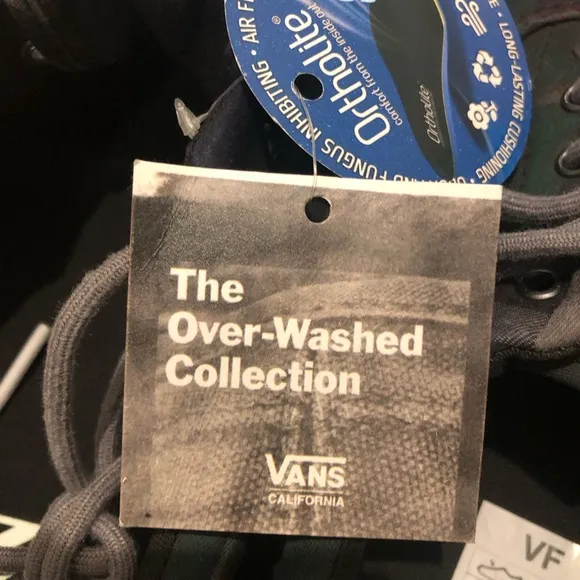 Ortholite®
comfort from the inside out
Ortholite
LONG-LASTING CUSHIONING
FUNGUS INHIBITING • AIR
The
Over-Washed
Collection
VANS
CALIFORNIA
VF